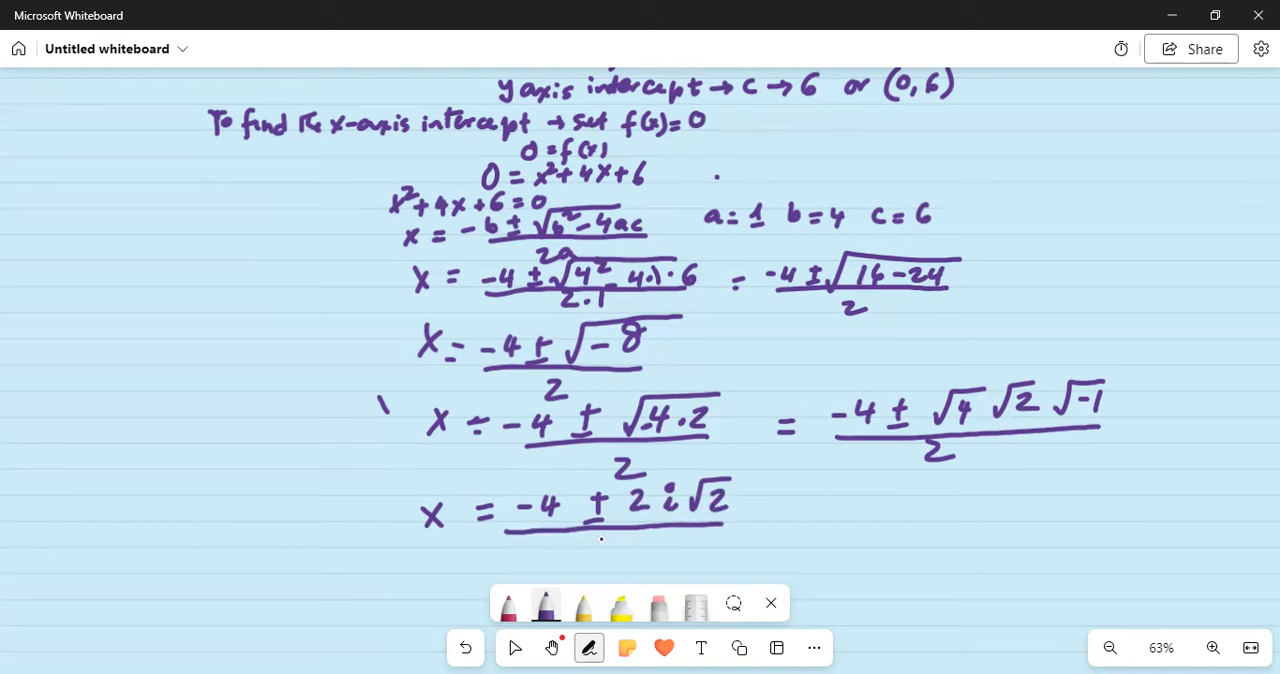 Microsoft Whiteboard
Untitled whiteboard
Share
y axis intercept → c → 6 or (0, 6)
To find the x-axis intercept → set f(x) = 0
0 = f(x)
0 = x² + 4x + 6
x² + 4x + 6 = 0
x = -b ± √b² - 4ac / 2a a = 1 b = 4 c = 6
x = -4 ± √4² - 4·1·6 / 2·1 = -4 ± √16 - 24 / 2
x = -4 ± √-8 / 2
x = -4 ± √-4·2 / 2 = -4 ± √4 √2 √-1 / 2
x = -4 ± 2 i √2
63%